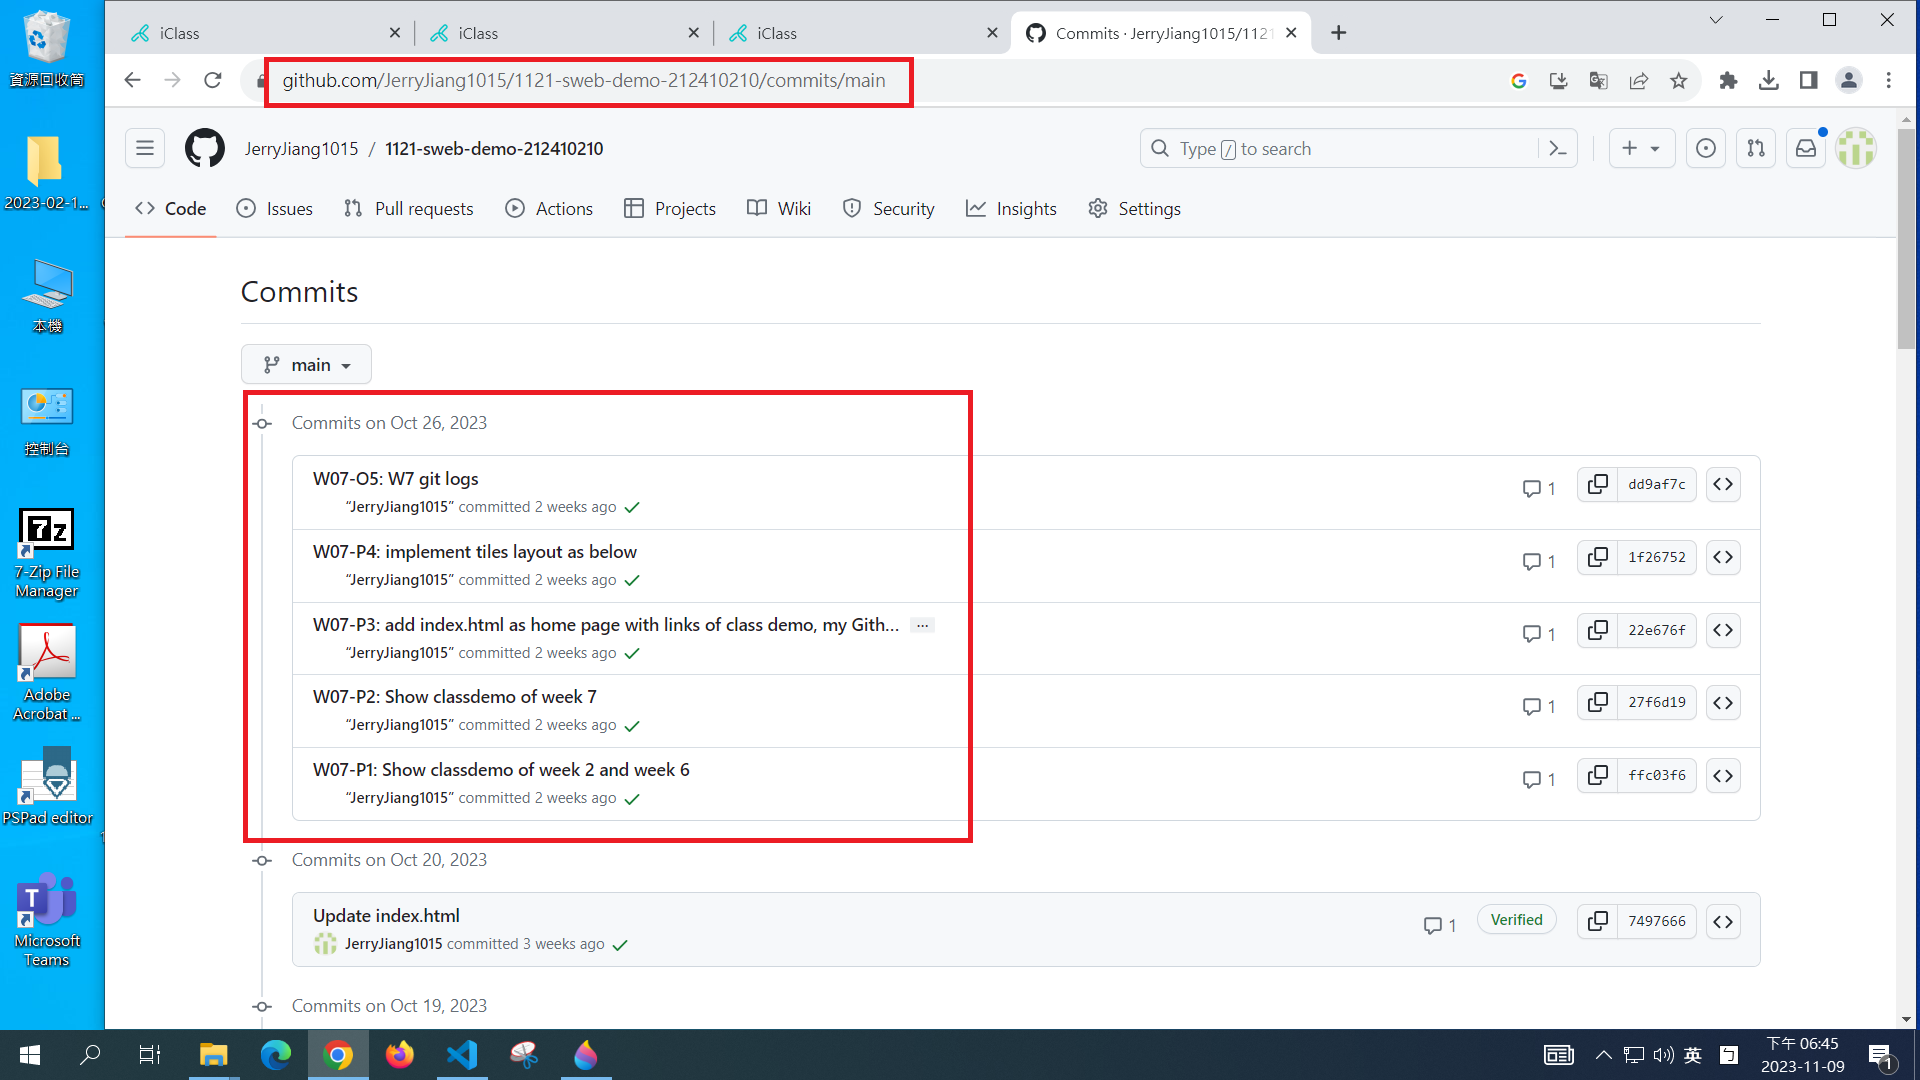 iClass
iClass
iClass
Commits · JerryJiang1015/1121
github.com/JerryJiang1015/1121-sweb-demo-212410210/commits/main
JerryJiang1015 / 1121-sweb-demo-212410210
Type / to search
Code
Issues
Pull requests
Actions
Projects
Wiki
Security
Insights
Settings
Commits
main
Commits on Oct 26, 2023
W07-O5: W7 git logs
“JerryJiang1015” committed 2 weeks ago
1
dd9af7c
W07-P4: implement tiles layout as below
“JerryJiang1015” committed 2 weeks ago
1
1f26752
W07-P3: add index.html as home page with links of class demo, my Gith... ...
“JerryJiang1015” committed 2 weeks ago
1
22e676f
W07-P2: Show classdemo of week 7
“JerryJiang1015” committed 2 weeks ago
1
27f6d19
W07-P1: Show classdemo of week 2 and week 6
“JerryJiang1015” committed 2 weeks ago
1
ffc03f6
Commits on Oct 20, 2023
Update index.html
JerryJiang1015 committed 3 weeks ago
1
Verified
7497666
Commits on Oct 19, 2023
資源回收筒
2023-02-1...
本機
控制台
7z
7-Zip File
Manager
Adobe
Acrobat ...
PSPad editor
T
Microsoft
Teams
英
ㄅ
下午 06:45
2023-11-09
1